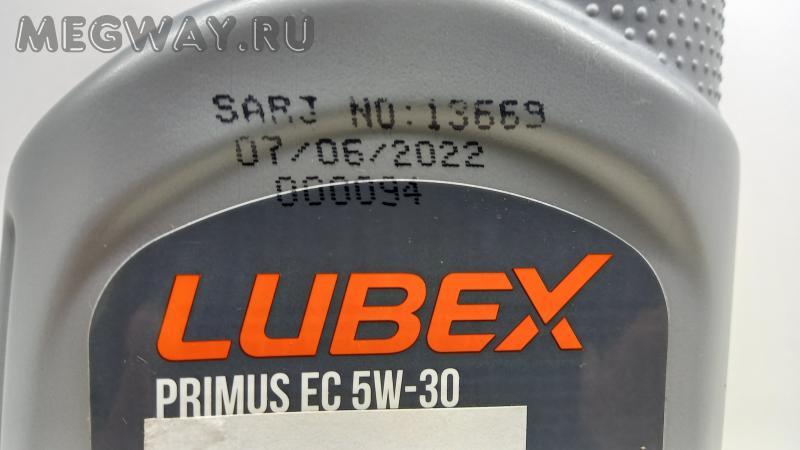 MEGWAY.RU
SARJ NO:13669
07/06/2022
000094
LUBEX
PRIMUS EC 5W-30